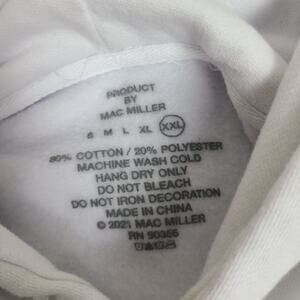 PRODUCT
BY
MAC MILLER
S M L XL XXL
80% COTTON / 20% POLYESTER
MACHINE WASH COLD
HANG DRY ONLY
DO NOT BLEACH
DO NOT IRON DECORATION
MADE IN CHINA
© 2021 MAC MILLER
RN 90355